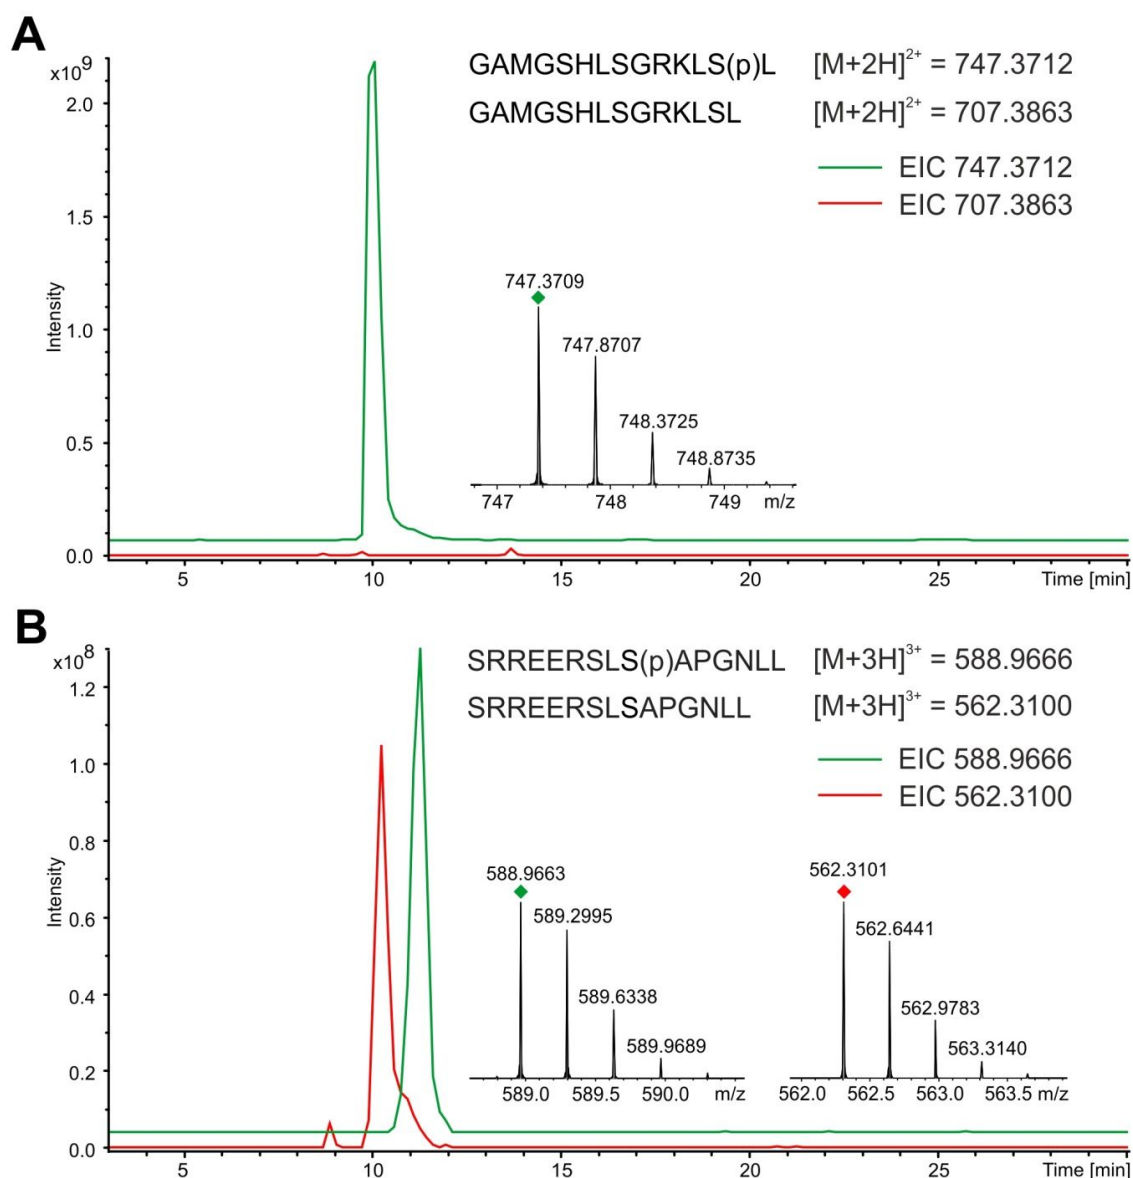 A
x10⁹
GAMGSHLSGRKLS(p)L [M+2H]²⁺ = 747.3712
GAMGSHLSGRKLSL [M+2H]²⁺ = 707.3863
EIC 747.3712
EIC 707.3863
2.0
1.5
1.0
0.5
0.0
Intensity
747.3709
747.8707
748.3725
748.8735
747 748 749 m/z
5 10 15 20 25 Time [min]
B
x10⁸
SRREERSLS(p)APGNLL [M+3H]³⁺ = 588.9666
SRREERSLSAPGNLL [M+3H]³⁺ = 562.3100
EIC 588.9666
EIC 562.3100
1.2
1.0
0.8
0.6
0.4
0.2
0.0
Intensity
588.9663
589.2995
589.6338
589.9689
589.0 589.5 590.0 m/z
562.3101
562.6441
562.9783
563.3140
562.0 562.5 563.0 563.5 m/z
5 10 15 20 25 Time [min]